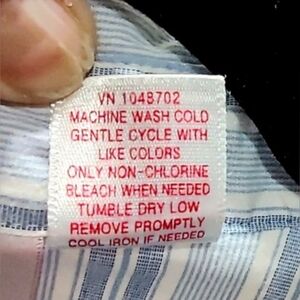 VN 1048702
MACHINE WASH COLD
GENTLE CYCLE WITH
LIKE COLORS
ONLY NON-CHLORINE
BLEACH WHEN NEEDED
TUMBLE DRY LOW
REMOVE PROMPTLY
COOL IRON IF NEEDED